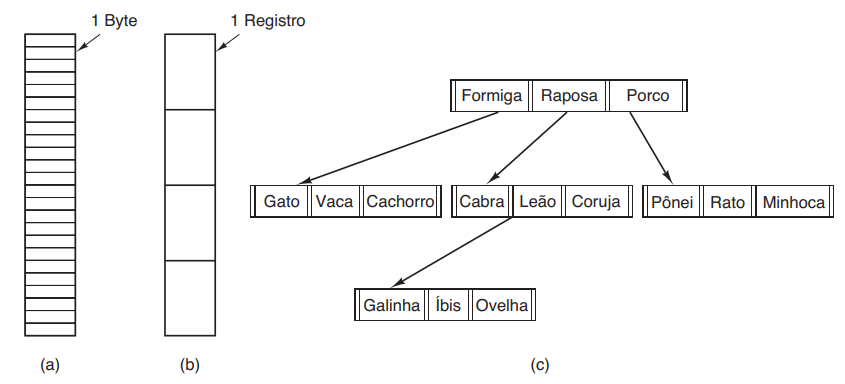 1 Byte
1 Registro
Formiga Raposa Porco
Gato Vaca Cachorro Cabra Leão Coruja Pônei Rato Minhoca
Galinha Íbis Ovelha
(a) (b) (c)